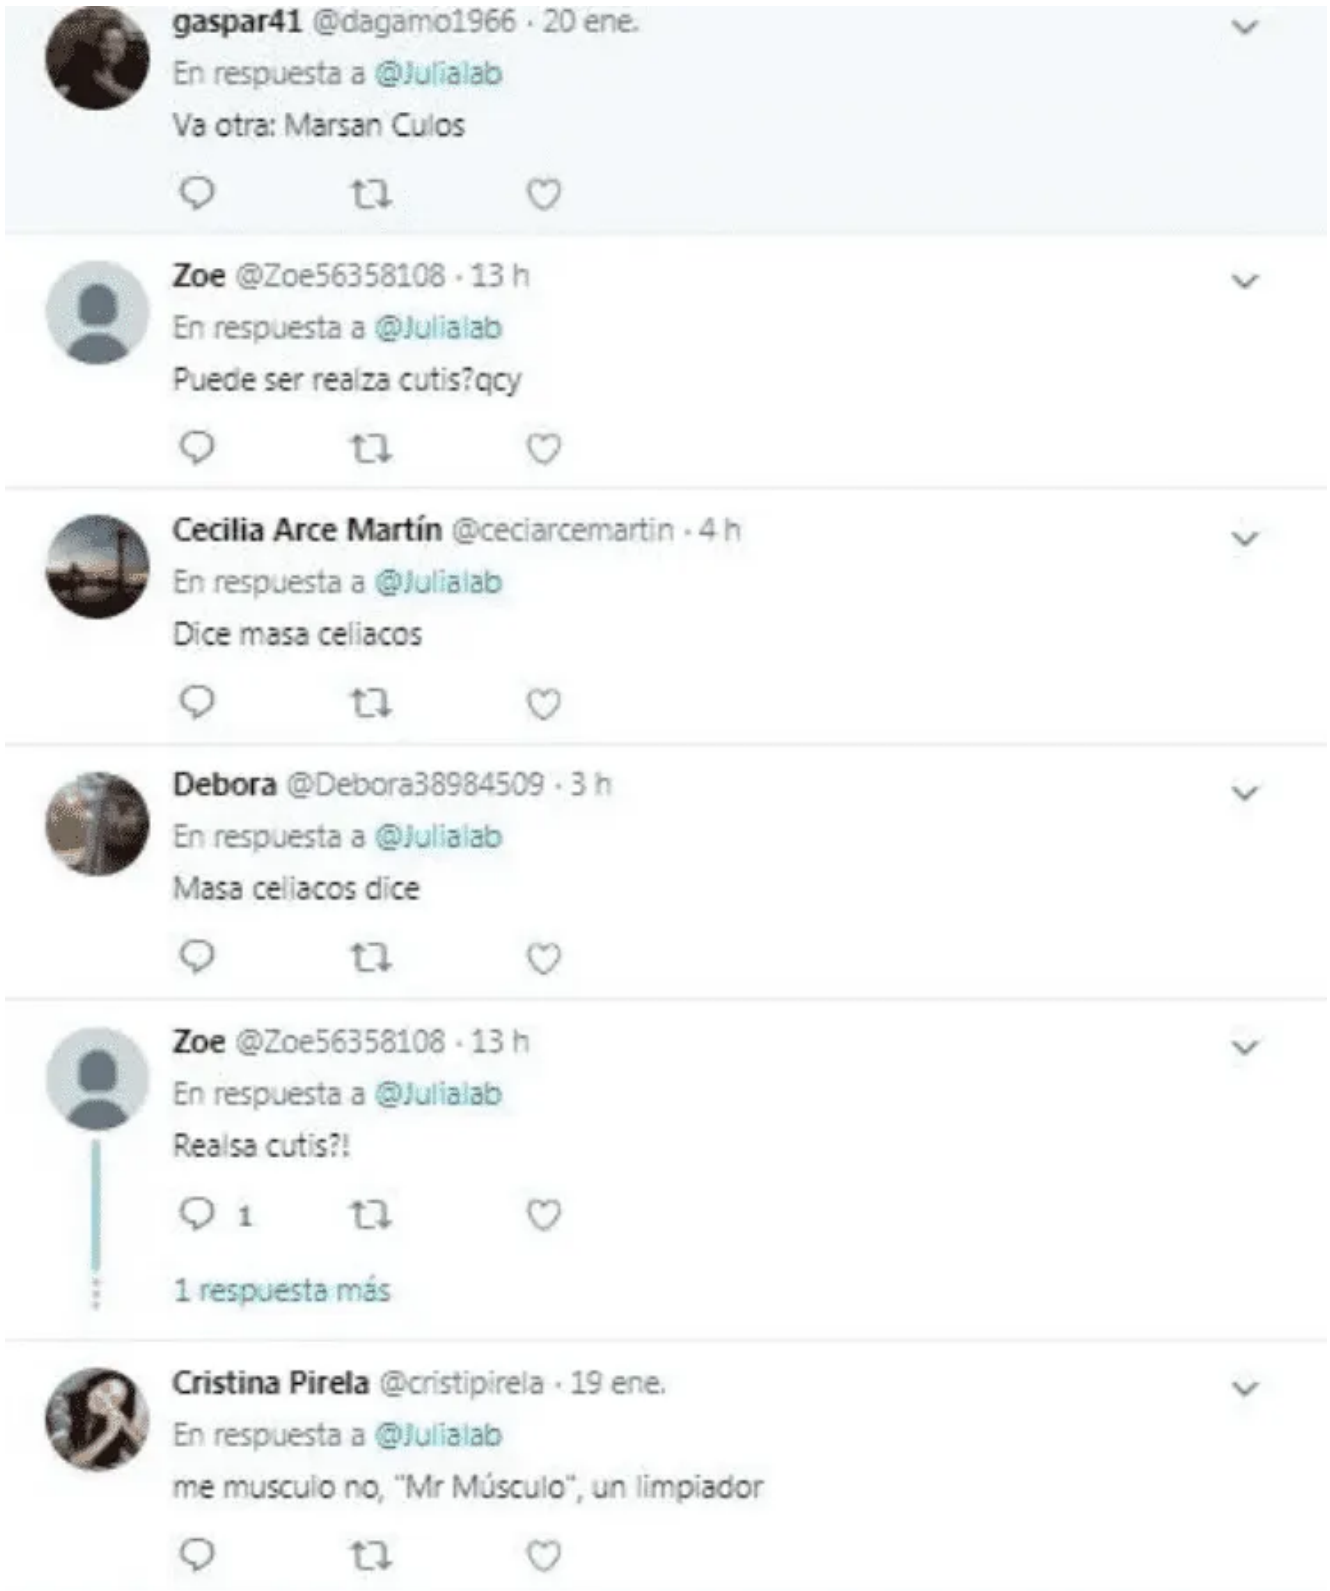 gaspar41 @dagamo1966 · 20 ene.
En respuesta a @Julialab
Va otra: Marsan Culos
Zoe @Zoe56358108 · 13 h
En respuesta a @Julialab
Puede ser realza cutis?qcy
Cecilia Arce Martín @ceciarcemartin · 4 h
En respuesta a @Julialab
Dice masa celiacos
Debora @Debora38984509 · 3 h
En respuesta a @Julialab
Masa celiacos dice
Zoe @Zoe56358108 · 13 h
En respuesta a @Julialab
Realsa cutis?!
1
1 respuesta más
Cristina Pirela @cristipirela · 19 ene.
En respuesta a @Julialab
me musculo no, "Mr Músculo", un limpiador